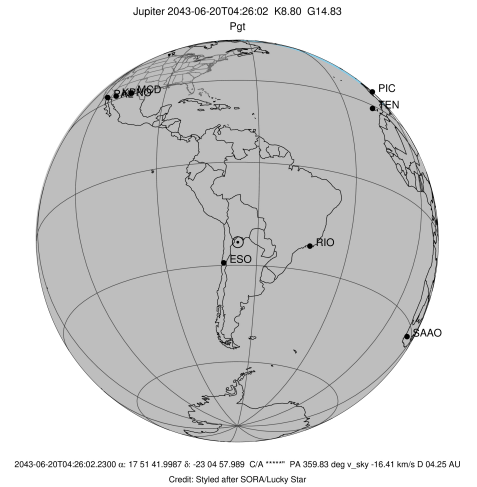 Jupiter 2043-06-20T04:26:02 K8.80 G14.83
Pgt
PIC
TEN
MCD
RIO
ESO
SAAO
2043-06-20T04:26:02.2300 α: 17 51 41.9987 δ: -23 04 57.989 C/A *****" PA 359.83 deg v_sky -16.41 km/s D 04.25 AU
Credit: Styled after SORA/Lucky Star